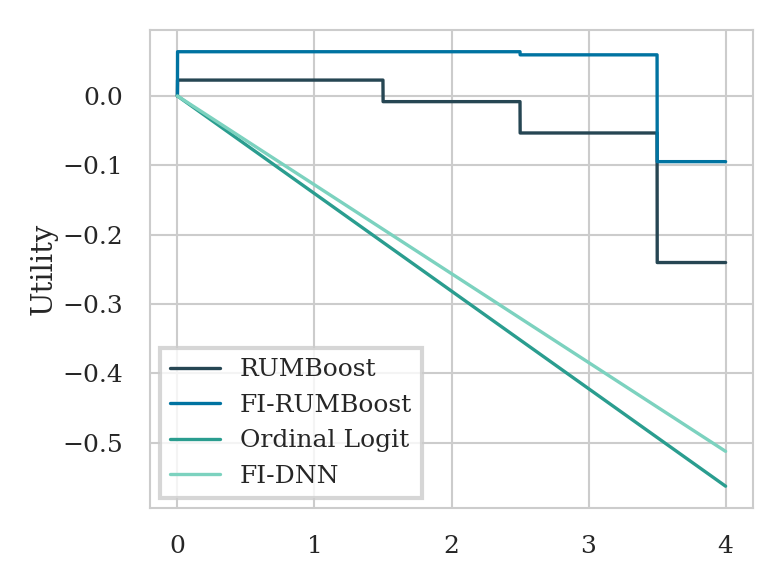 Utility
0.0
−0.1
−0.2
−0.3
−0.4
−0.5
RUMBoost
FI-RUMBoost
Ordinal Logit
FI-DNN
0 1 2 3 4